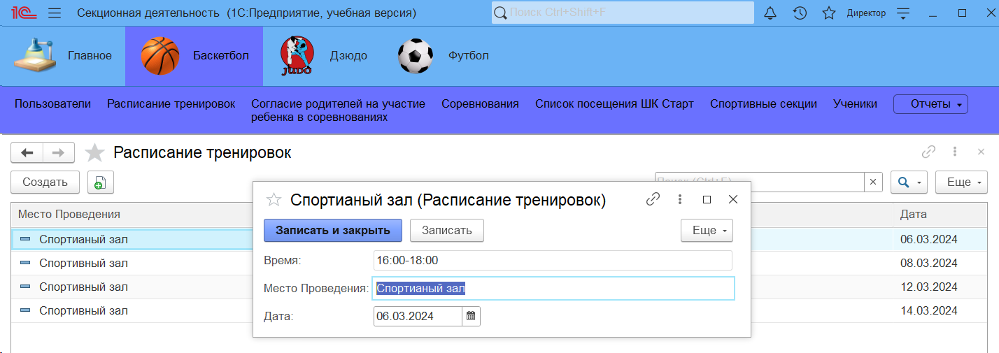 1С Секционная деятельность (1С:Предприятие, учебная версия) Поиск Ctrl+Shift+F Директор
Главное Баскетбол JUDO Дзюдо Футбол
Пользователи Расписание тренировок Согласие родителей на участие Соревнования Список посещения ШК Старт Спортивные секции Ученики Отчеты
ребенка в соревнованиях
Расписание тренировок
Создать Поиск (Ctrl+F) Еще
Место Проведения Дата
Спортианый зал 06.03.2024
Спортивный зал 08.03.2024
Спортивный зал 12.03.2024
Спортивный зал 14.03.2024
Спортианый зал (Расписание тренировок)
Записать и закрыть Записать Еще
Время: 16:00-18:00
Место Проведения: Спортианый зал
Дата: 06.03.2024